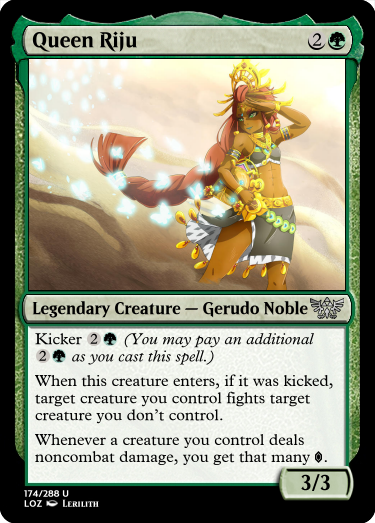 Queen Riju 2
Legendary Creature — Gerudo Noble
Kicker 2 (You may pay an additional
2 as you cast this spell.)
When this creature enters, if it was kicked,
target creature you control fights target
creature you don't control.
Whenever a creature you control deals
noncombat damage, you get that many .
3/3
174/288 U
LOZ Lerilith